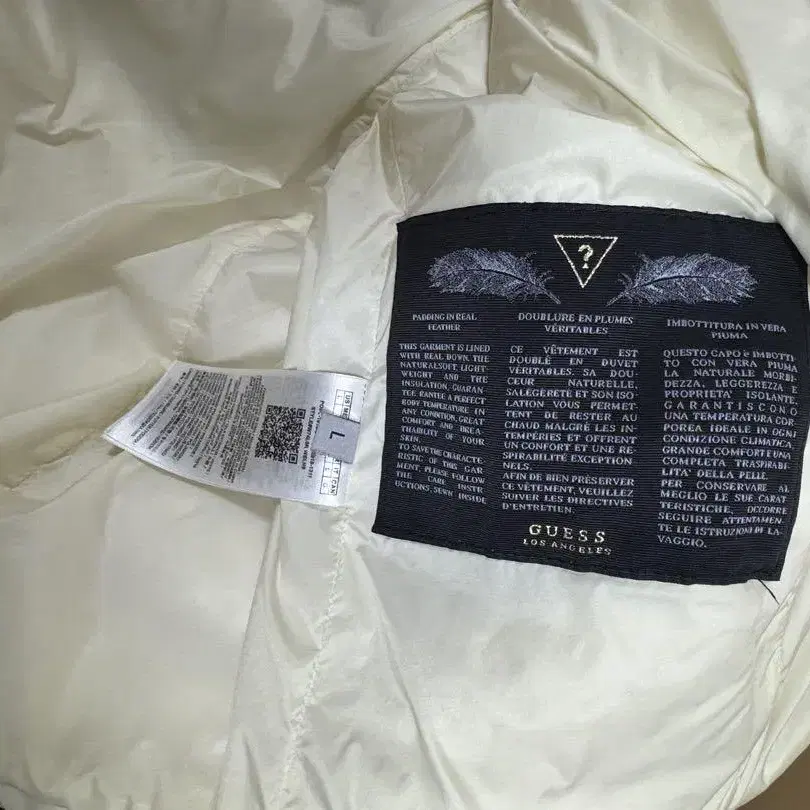 ?
PADDING IN REAL
FEATHER
THIS GARMENT IS LINED
WITH REAL DOWN. THE
NATURALSOFT, LIGHT-
WEIGHT AND THE
INSULATION, GUARAN-
TEE RANTEE A PERFECT
BODY TEMPERATURE IN
ANY CONDITION, GREAT
COMFORT AND BREA-
THABILITY OF YOUR
SKIN.
TO SAVE THE CHARACTE-
RISTIC OF THIS GAR
MENT, PLEASE FOLLOW
THE CARE INSTR
UCTIONS, SEWN INSIDE
DOUBLURE EN PLUMES
VÉRITABLES
CE VÊTEMENT EST
DOUBLÉ EN DUVET
VÉRITABLES. SA DOU-
CEUR NATURELLE,
SALÉGÈRETÉ ET SON ISO
LATION VOUS PERMET-
TENT DE RESTER AU
CHAUD MALGRÉ LES IN-
TEMPÉRIES ET OFFRENT
UN CONFORT ET UNE RE-
SPIRABILITÉ EXCEPTION
NELS.
AFIN DE BIEN PRÉSERVER
CE VÊTEMENT, VEUILLEZ
SUIVER LES DIRECTIVES
D'ENTRETIEN.
IMBOTTITURA IN VERA
PIUMA
QUESTO CAPO è IMBOTTI-
TO CON VERA PIUMA
LA NATURALE MORBI-
DEZZA, LEGGEREZZA E
PROPRIETA' ISOLANTE,
GARANTISCONO
UNA TEMPERATURA COR-
POREA IDEALE IN OGNI
CONDIZIONE CLIMATICA,
GRANDE COMFORT E UNA
COMPLETA TRASPIRABI-
LITA' DELLA PELLE.
PER CONSERVARE AL
MEGLIO LE SUE CARAT
TERISTICHE, OCCORRE
SEGUIRE ATTENTAMEN-
TE LE ISTRUZIONI DI LA-
VAGGIO.
GUESS
LOS ANGELES
L